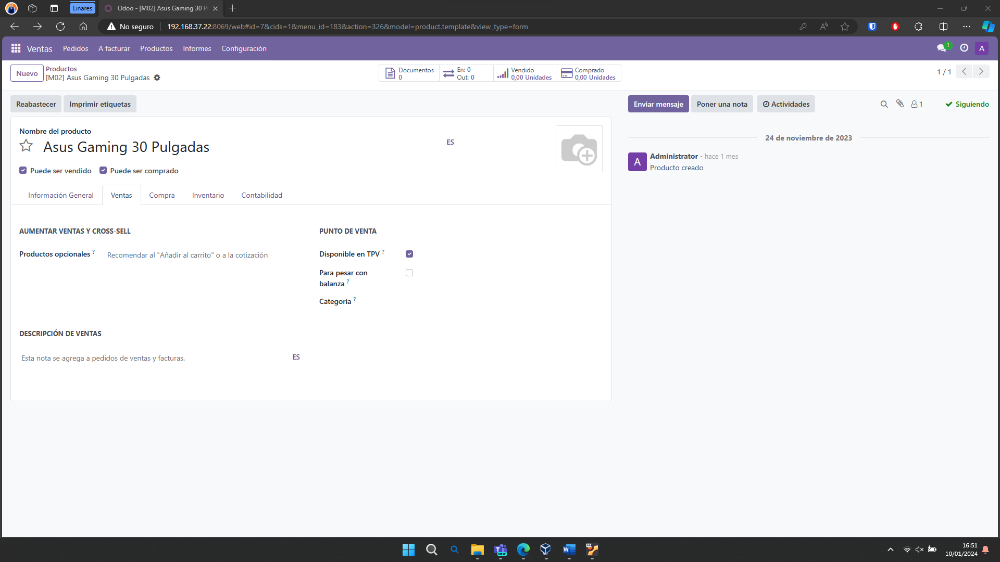 Linares
Odoo - [M02] Asus Gaming 30 P
No seguro
192.168.37.22:8069/web#id=7&cids=1&menu_id=183&action=326&model=product.template&view_type=form
Ventas
Pedidos
A facturar
Productos
Informes
Configuración
1
A
Nuevo
Productos
[M02] Asus Gaming 30 Pulgadas
Documentos
0
En: 0
Out: 0
Vendido
0,00 Unidades
Comprado
0,00 Unidades
1 / 1
Reabastecer
Imprimir etiquetas
Enviar mensaje
Poner una nota
Actividades
1
Siguiendo
Nombre del producto
Asus Gaming 30 Pulgadas
ES
Puede ser vendido
Puede ser comprado
24 de noviembre de 2023
A
Administrator - hace 1 mes
Producto creado
Información General
Ventas
Compra
Inventario
Contabilidad
AUMENTAR VENTAS Y CROSS-SELL
Productos opcionales ?
Recomendar al "Añadir al carrito" o a la cotización
PUNTO DE VENTA
Disponible en TPV ?
Para pesar con
balanza ?
Categoría ?
DESCRIPCIÓN DE VENTAS
Esta nota se agrega a pedidos de ventas y facturas.
ES
NEW
64
16:51
10/01/2024